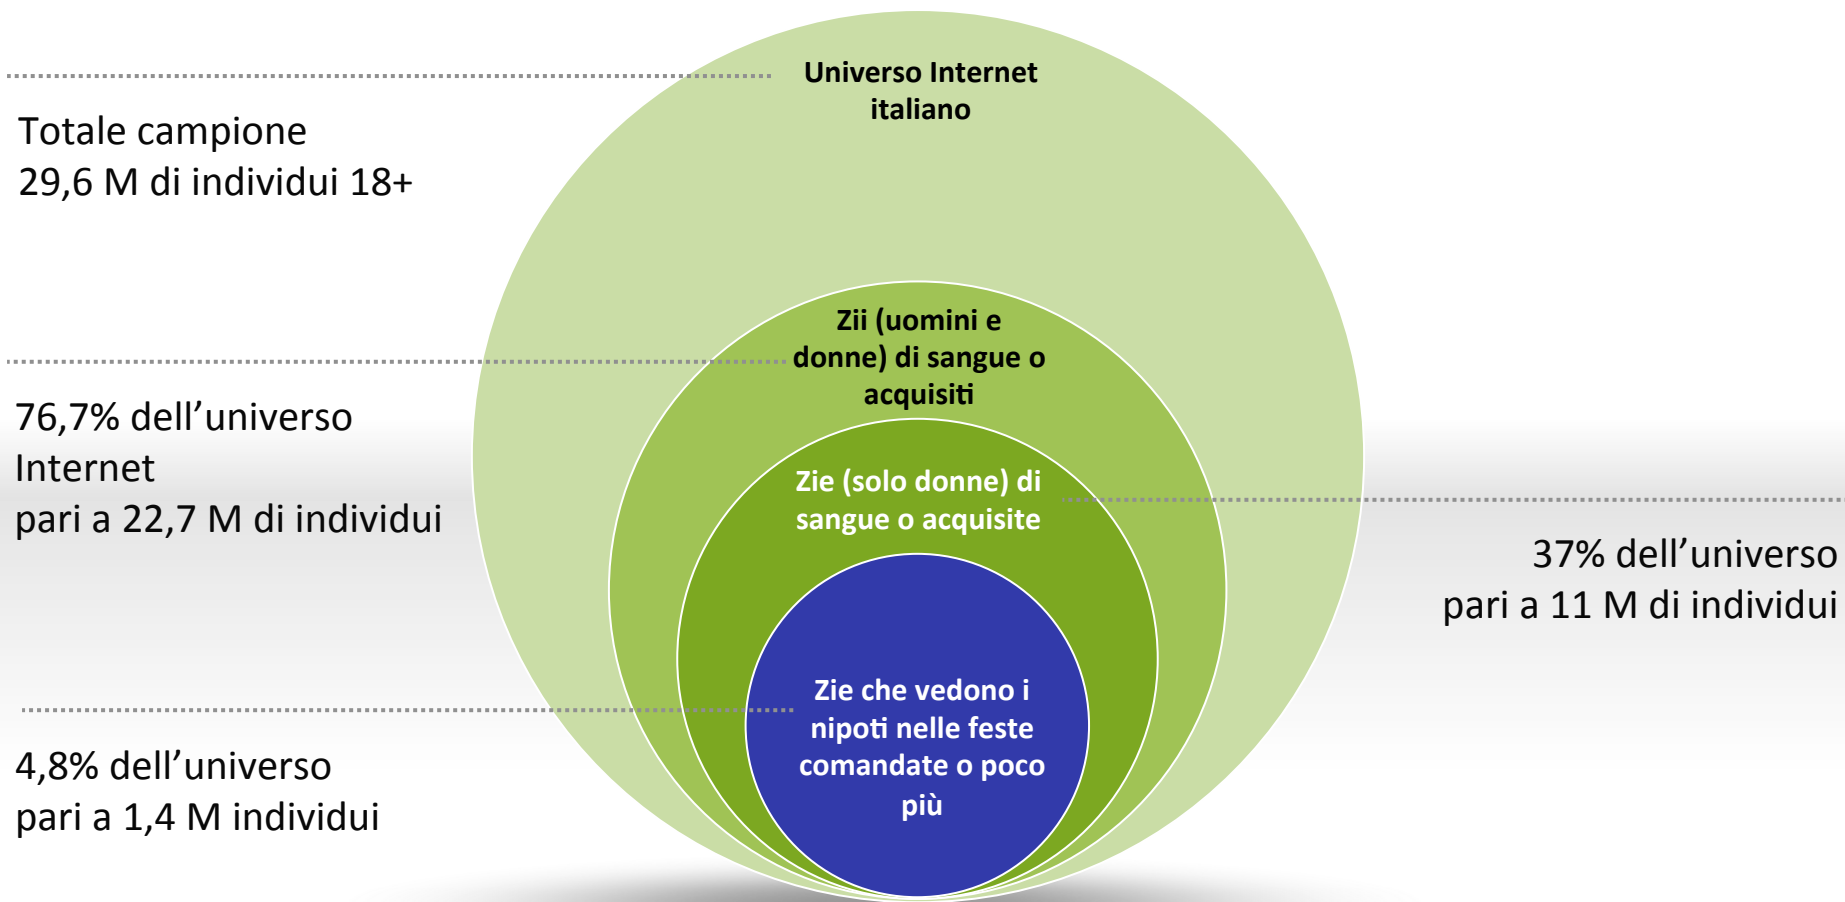 Universo Internet
italiano
Totale campione
29,6 M di individui 18+
Zii (uomini e
donne) di sangue o
acquisiti
76,7% dell’universo
Internet
pari a 22,7 M di individui
Zie (solo donne) di
sangue o acquisite
37% dell’universo
pari a 11 M di individui
Zie che vedono i
nipoti nelle feste
comandate o poco
più
4,8% dell’universo
pari a 1,4 M individui